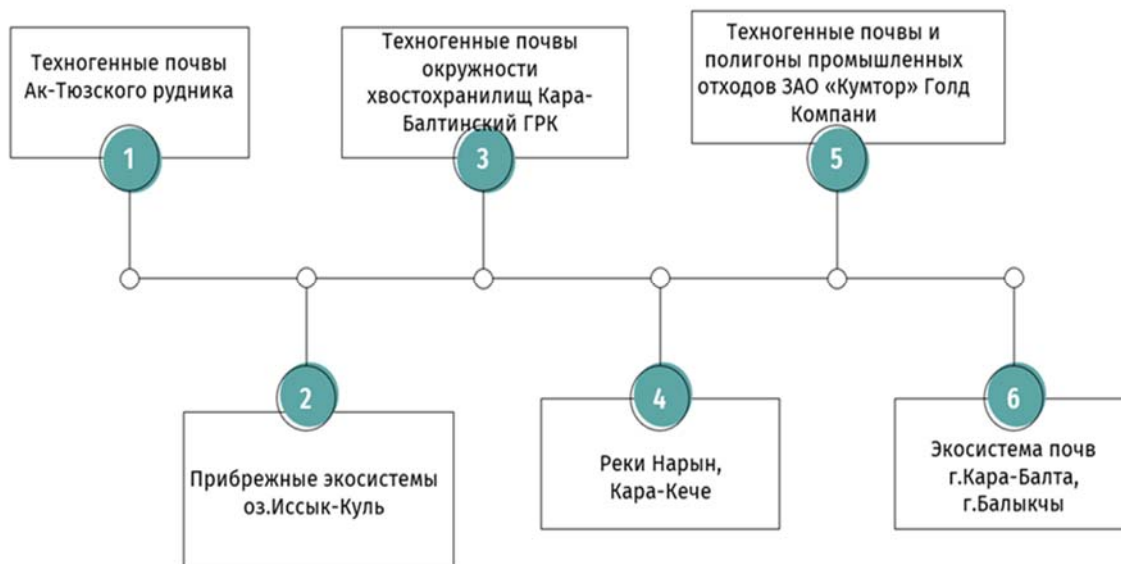 Техногенные почвы
Ак-Тюзского рудника
1
Прибрежные экосистемы
оз.Иссык-Куль
2
Техногенные почвы
окружности
хвостохранилищ Кара-
Балтинский ГРК
3
Реки Нарын,
Кара-Кече
4
Техногенные почвы и
полигоны промышленных
отходов ЗАО «Кумтор» Голд
Компани
5
Экосистема почв
г.Кара-Балта,
г.Балыкчы
6